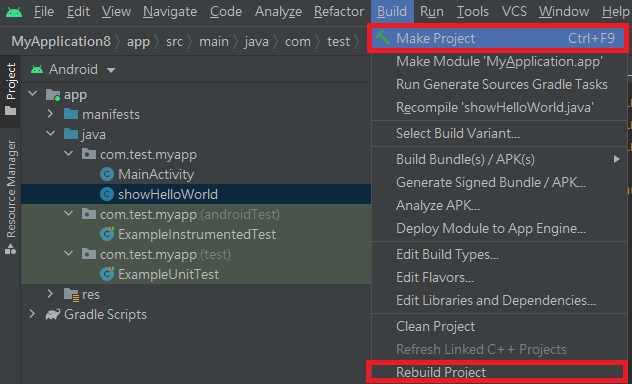 File Edit View Navigate Code Analyze Refactor Build Run Tools VCS Window Help
MyApplication8 app src main java com test
Make Project Ctrl+F9
Make Module 'MyApplication.app'
Run Generate Sources Gradle Tasks
Recompile 'showHelloWorld.java'
Select Build Variant...
Build Bundle(s) / APK(s)
Generate Signed Bundle / APK...
Analyze APK...
Deploy Module to App Engine...
Edit Build Types...
Edit Flavors...
Edit Libraries and Dependencies...
Clean Project
Refresh Linked C++ Projects
Rebuild Project
Project
Resource Manager
Android
app
manifests
java
com.test.myapp
MainActivity
showHelloWorld
com.test.myapp (androidTest)
ExampleInstrumentedTest
com.test.myapp (test)
ExampleUnitTest
res
Gradle Scripts